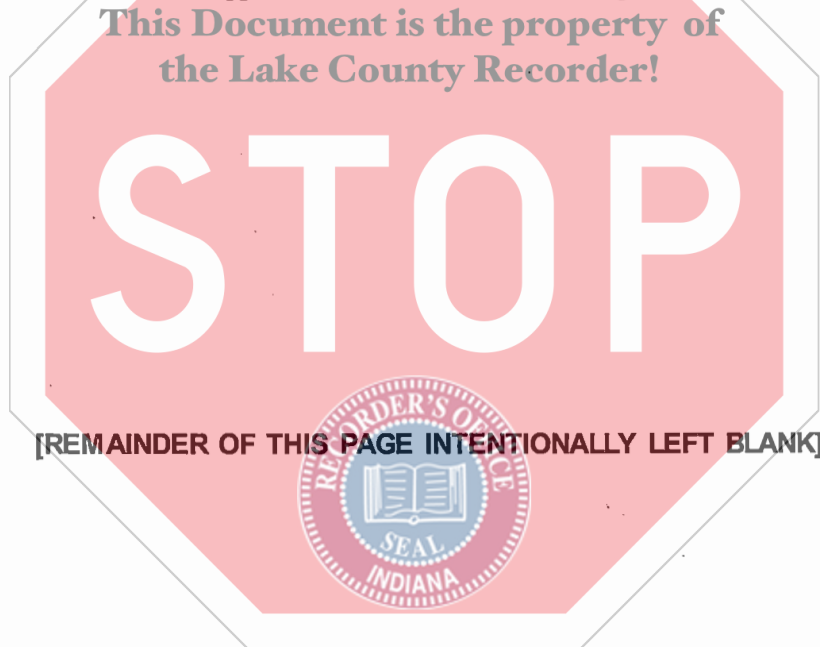 This Document is the property of
the Lake County Recorder!
STOP
[REMAINDER OF THIS PAGE INTENTIONALLY LEFT BLANK]
RECORDER'S OFFICE
SEAL
INDIANA